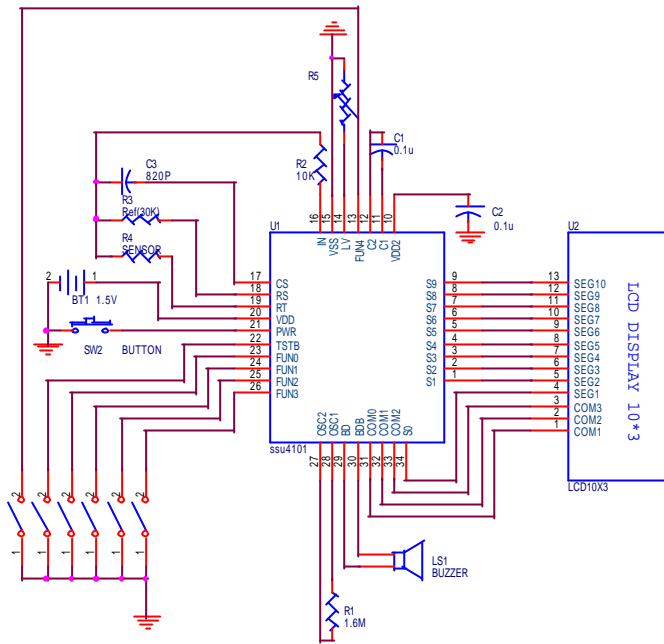 R5
C1
0.1u
C3
820P
R2
10K
R3
Ref(30K)
R4
SENSOR
C2
0.1u
U1
U2
16 15 14 13 12 11 10
IN VSS LV FUN4 C2 C1 VDD2
17 CS
18 RS
19 RT
20 VDD
21 PWR
22 TSTB
23 FUN0
24 FUN1
25 FUN2
26 FUN3
S9 9
S8 8
S7 7
S6 6
S5 5
S4 4
S3 3
S2 2
S1 1
13 SEG10
12 SEG9
11 SEG8
10 SEG7
9 SEG6
8 SEG5
7 SEG4
6 SEG3
5 SEG2
4 SEG1
3 COM3
2 COM2
1 COM1
LCD DISPLAY 10*3
2 1
BT1 1.5V
SW2 BUTTON
OSC2 OSC1 BD BDB COM0 COM1 COM2 S0
27 28 29 30 31 32 33 34
ssu4101
LCD10X3
2 2 2 2 2 2
1 1 1 1 1 1
LS1
BUZZER
R1
1.6M